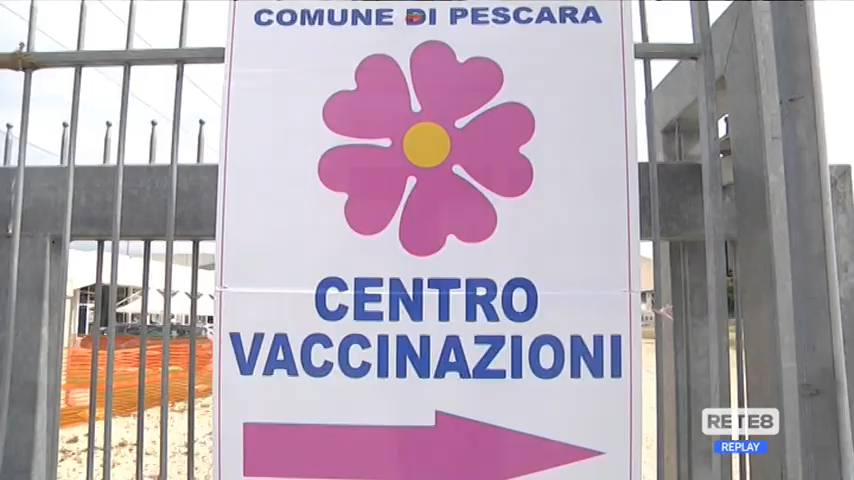 COMUNE DI PESCARA
CENTRO
VACCINAZIONI
RETE8
REPLAY